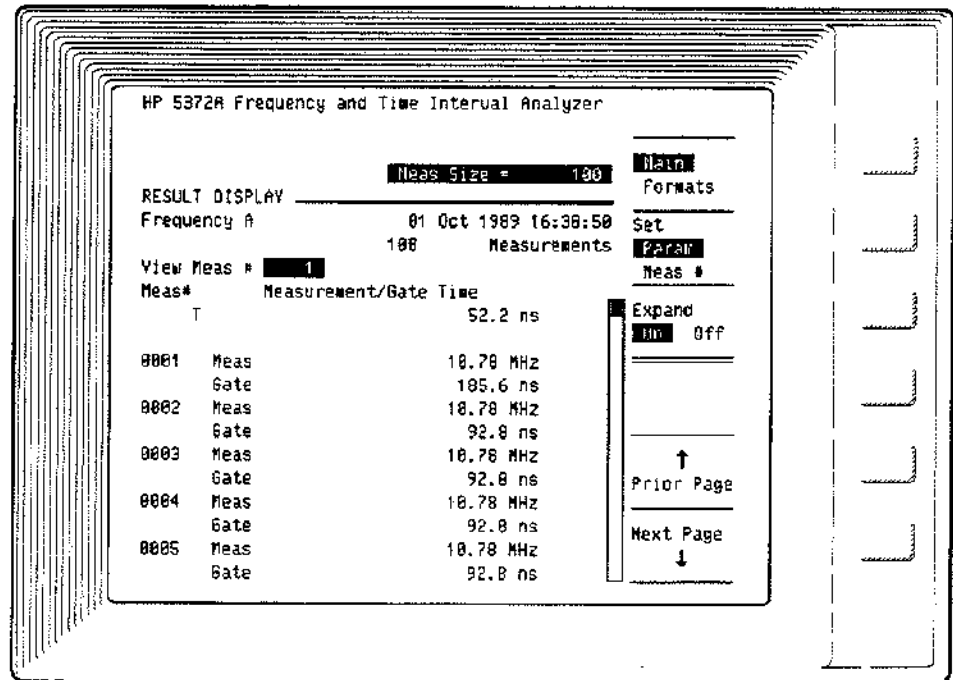 HP 5372A Frequency and Time Interval Analyzer
Meas Size = 100
RESULT DISPLAY
Frequency A 01 Oct 1989 16:38:50
100 Measurements
View Meas # 1
Meas# Measurement/Gate Time
T 52.2 ns
0001 Meas 10.78 MHz
Gate 185.6 ns
0002 Meas 10.78 MHz
Gate 92.8 ns
0003 Meas 10.78 MHz
Gate 92.8 ns
0004 Meas 10.78 MHz
Gate 92.8 ns
0005 Meas 10.78 MHz
Gate 92.8 ns
Main
Formats
Set
Param
Meas #
Expand
On Off
↑
Prior Page
Next Page
↓